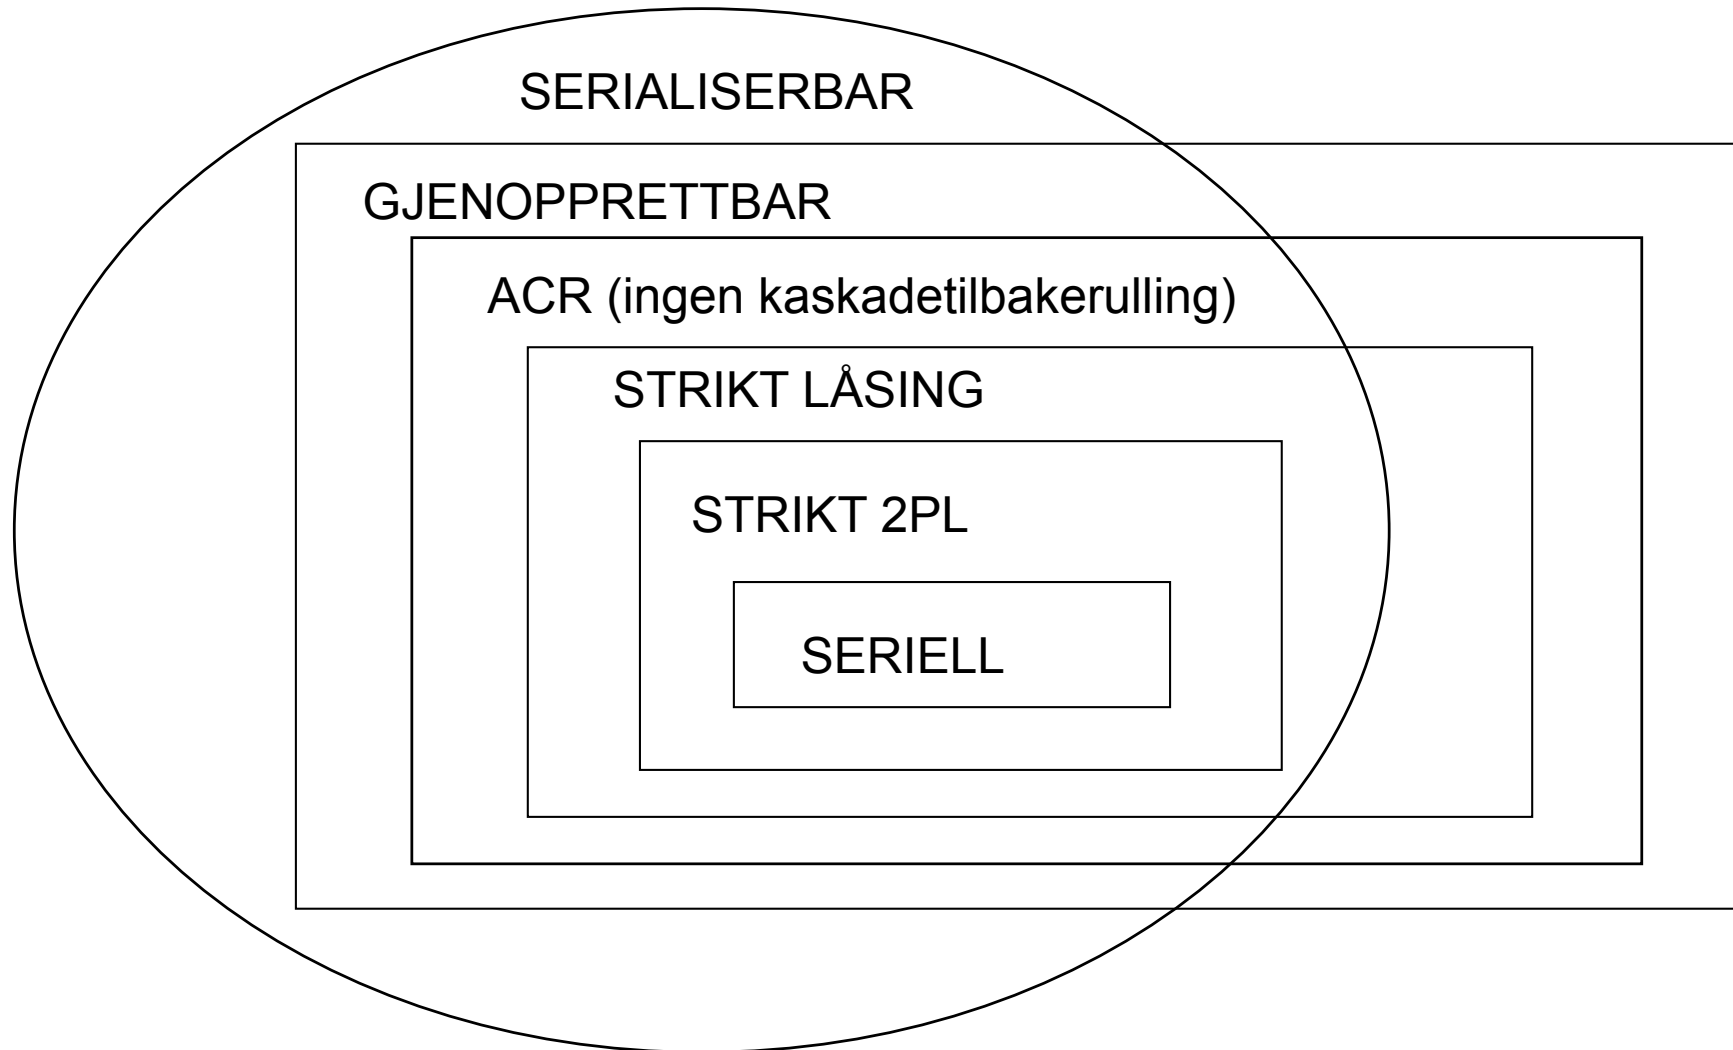 SERIALISERBAR
GJENOPPRETTBAR
ACR (ingen kaskadetilbakerulling)
STRIKT LÅSING
STRIKT 2PL
SERIELL